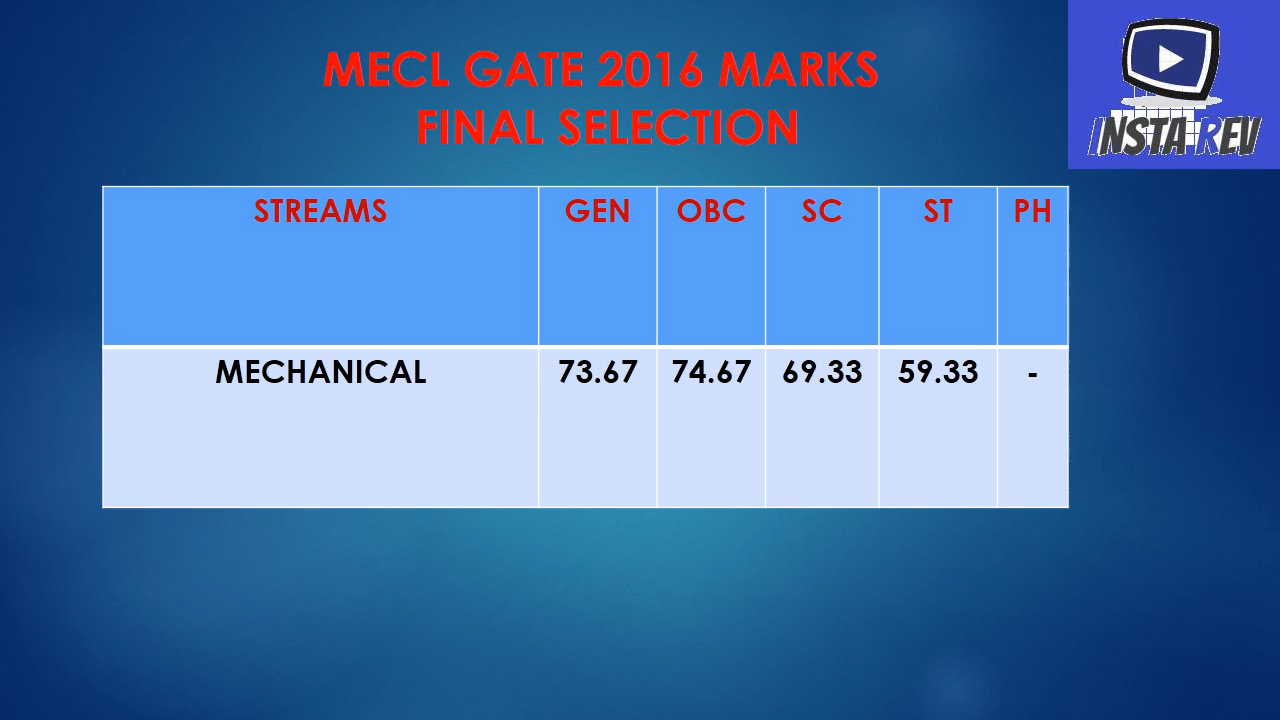 MECL GATE 2016 MARKS
FINAL SELECTION
INSTA REV
STREAMS GEN OBC SC ST PH
MECHANICAL 73.67 74.67 69.33 59.33 -